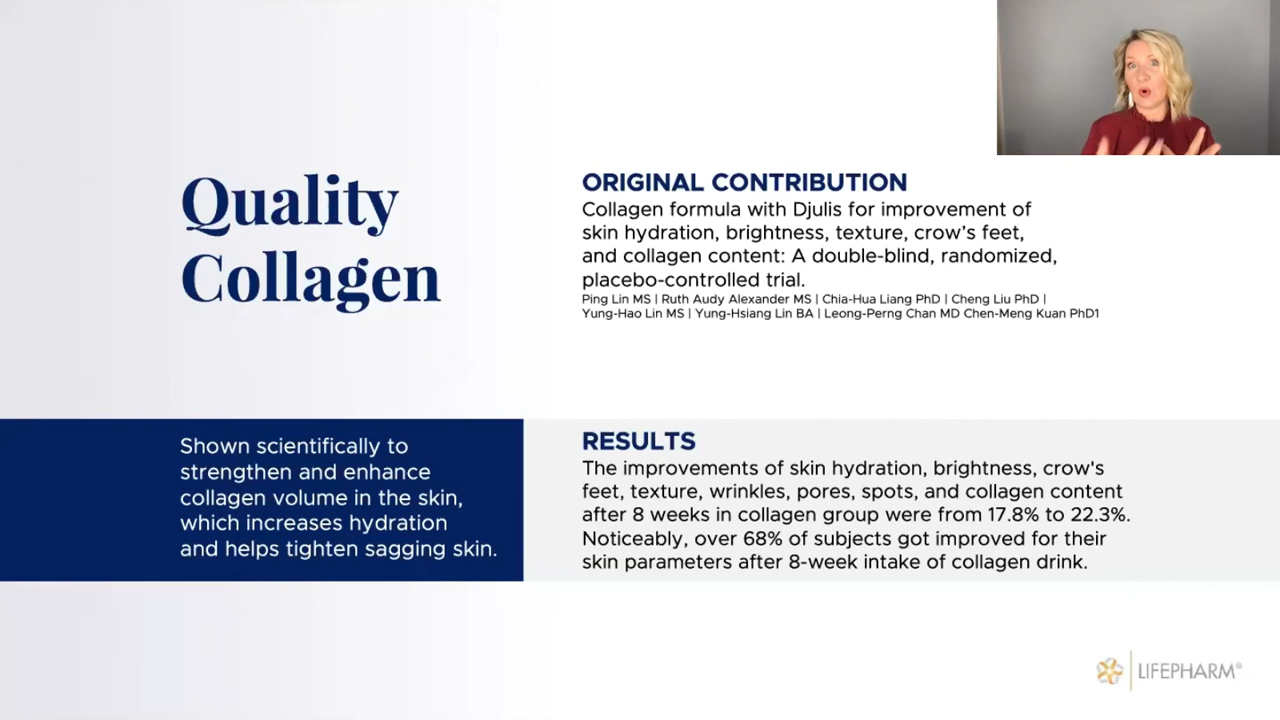 Quality
Collagen
ORIGINAL CONTRIBUTION
Collagen formula with Djulis for improvement of
skin hydration, brightness, texture, crow’s feet,
and collagen content: A double-blind, randomized,
placebo-controlled trial.
Ping Lin MS | Ruth Audy Alexander MS | Chia-Hua Liang PhD | Cheng Liu PhD |
Yung-Hao Lin MS | Yung-Hsiang Lin BA | Leong-Perng Chan MD Chen-Meng Kuan PhD1
Shown scientifically to
strengthen and enhance
collagen volume in the skin,
which increases hydration
and helps tighten sagging skin.
RESULTS
The improvements of skin hydration, brightness, crow's
feet, texture, wrinkles, pores, spots, and collagen content
after 8 weeks in collagen group were from 17.8% to 22.3%.
Noticeably, over 68% of subjects got improved for their
skin parameters after 8-week intake of collagen drink.
LIFEPHARM®